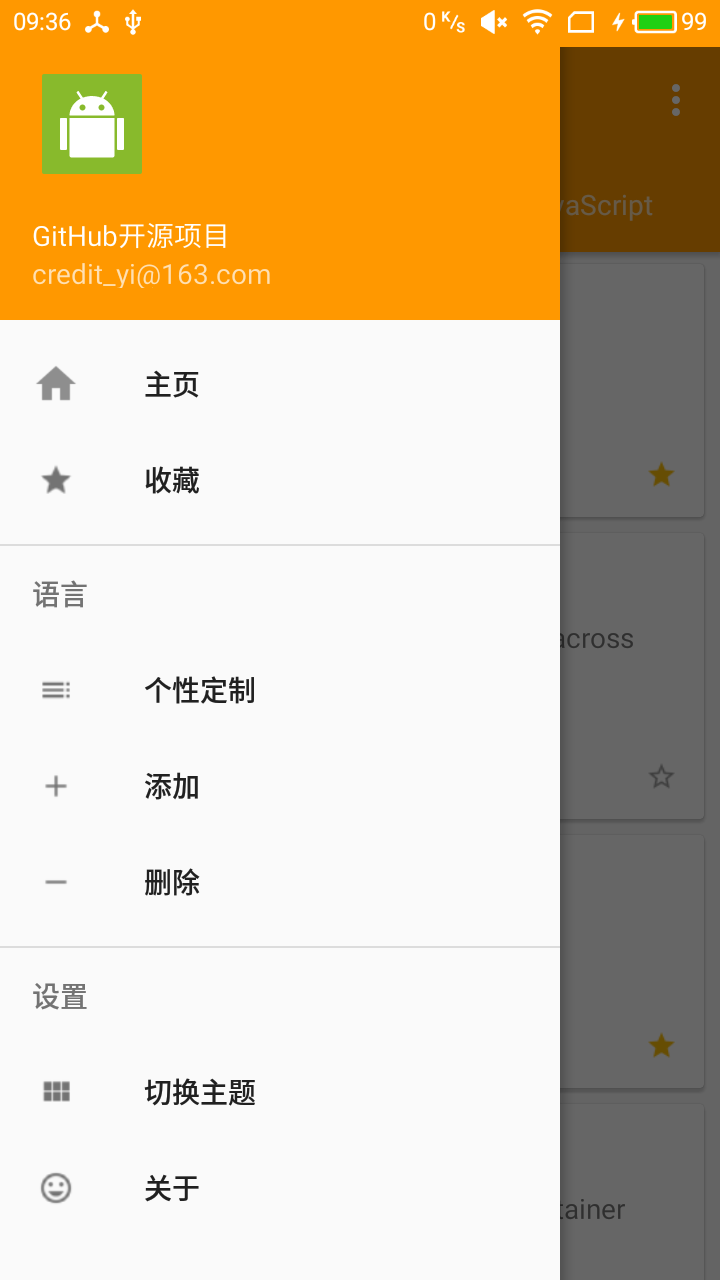 09:36 0 K/s 99
GitHub开源项目
credit_yi@163.com
主页
收藏
语言
个性定制
添加
删除
设置
切换主题
关于
aScript
across
tainer